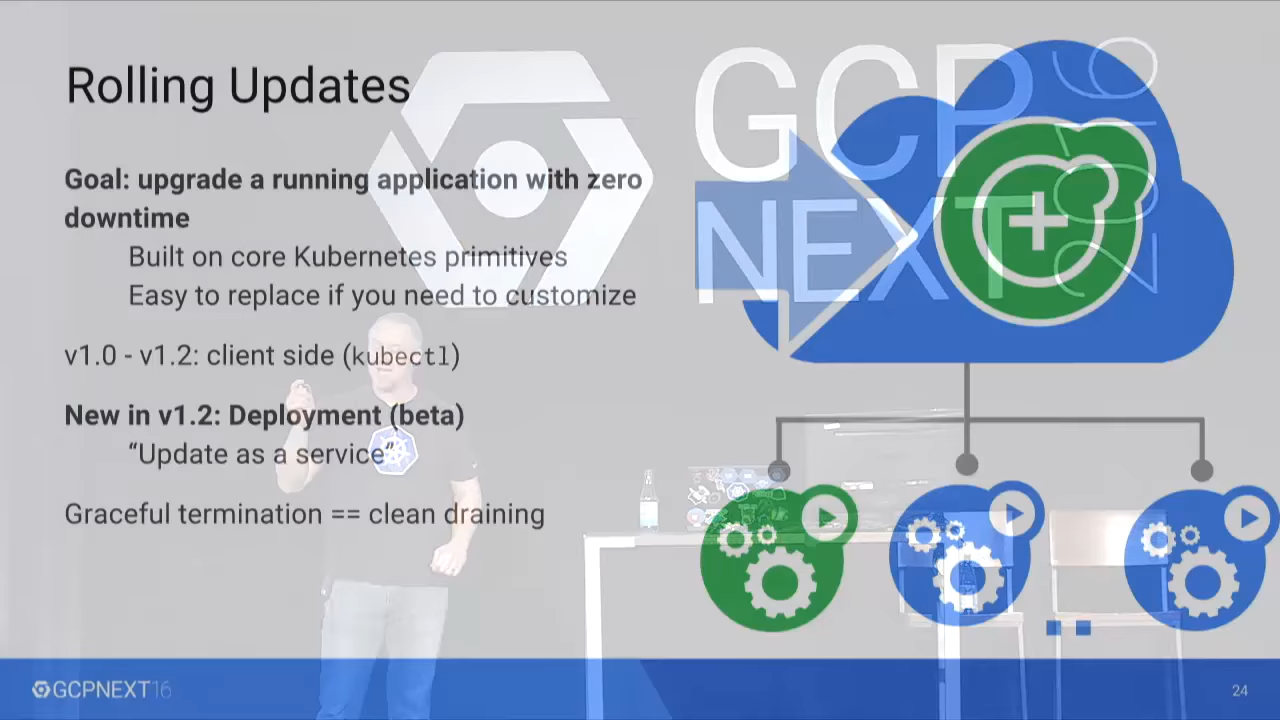 Rolling Updates
GCP
NEXT
2016
Goal: upgrade a running application with zero
downtime
Built on core Kubernetes primitives
Easy to replace if you need to customize
v1.0 - v1.2: client side (kubectl)
New in v1.2: Deployment (beta)
“Update as a service”
Graceful termination == clean draining
GCPNEXT16
24